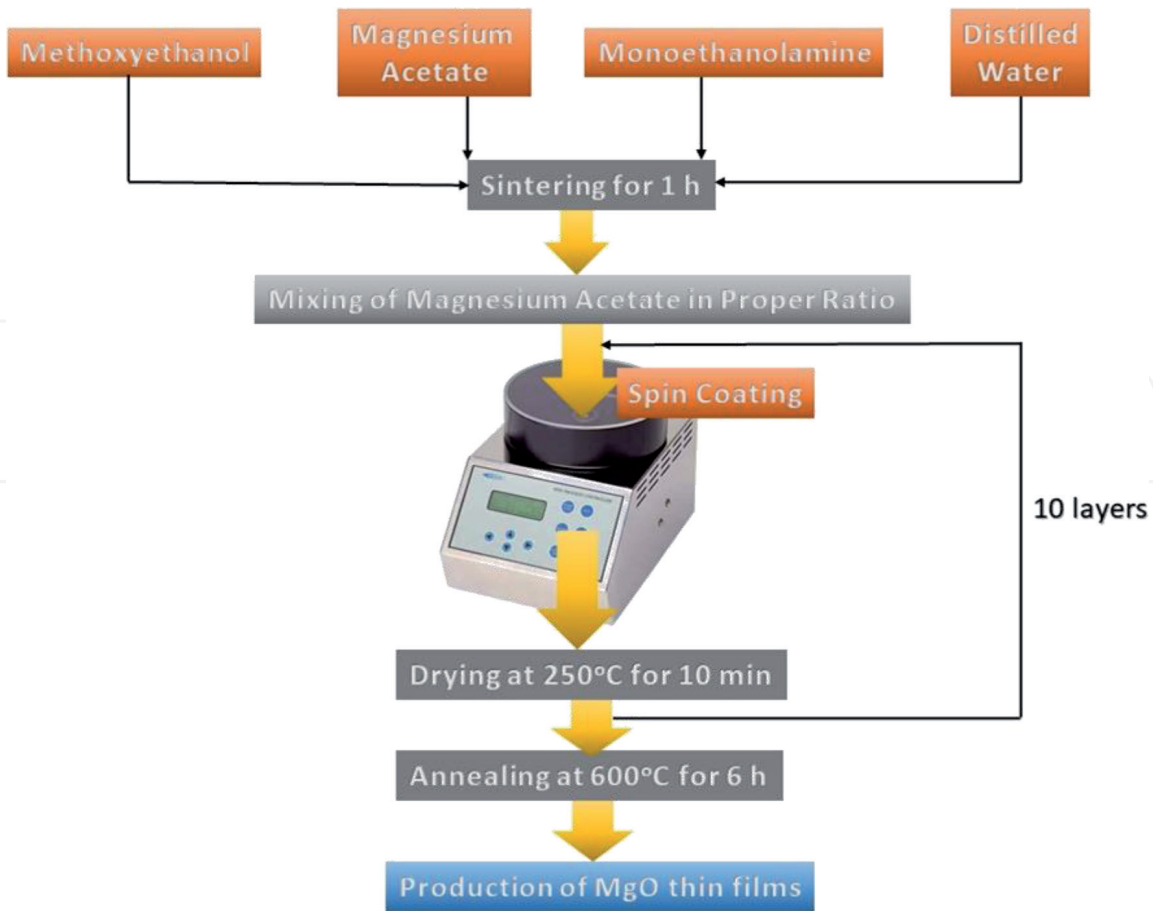 Methoxyethanol
Magnesium
Acetate
Monoethanolamine
Distilled
Water
Sintering for 1 h
Mixing of Magnesium Acetate in Proper Ratio
Spin Coating
10 layers
Drying at 250°C for 10 min
Annealing at 600°C for 6 h
Production of MgO thin films